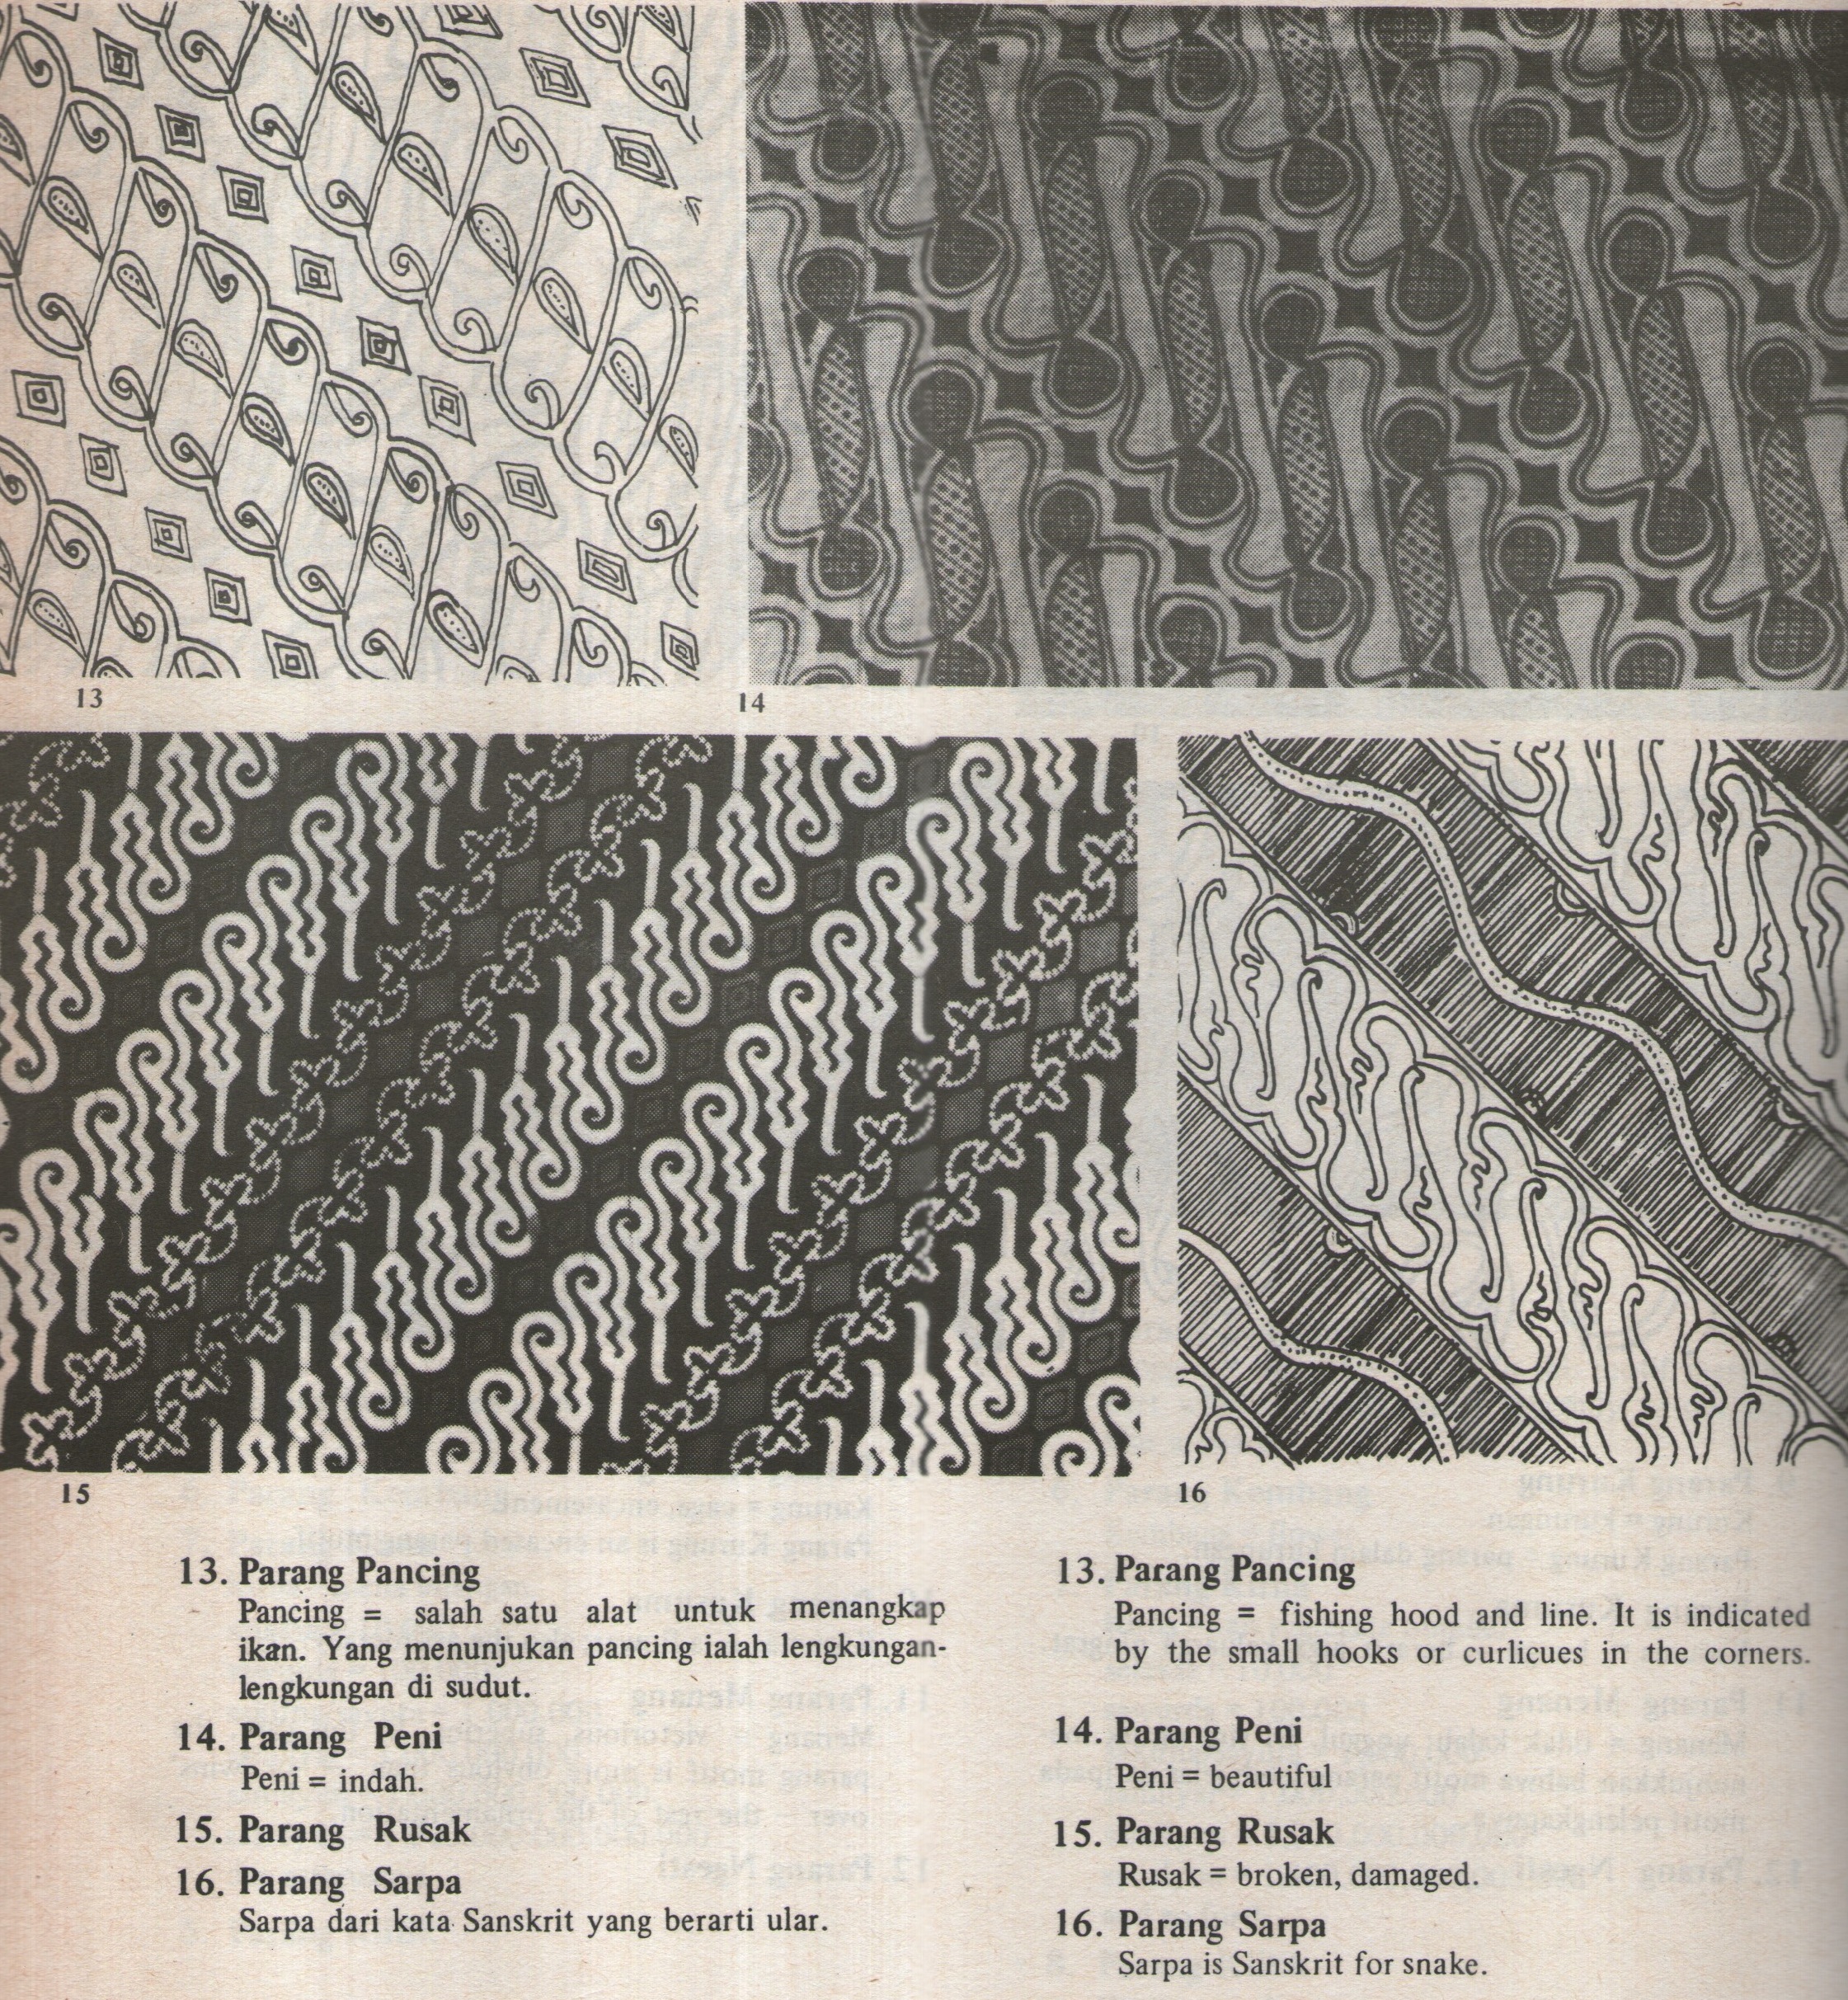 13
14
15
16
13. Parang Pancing
Pancing = salah satu alat untuk menangkap
ikan. Yang menunjukan pancing ialah lengkungan-
lengkungan di sudut.
14. Parang Peni
Peni = indah.
15. Parang Rusak
16. Parang Sarpa
Sarpa dari kata Sanskrit yang berarti ular.
13. Parang Pancing
Pancing = fishing hood and line. It is indicated
by the small hooks or curlicues in the corners.
14. Parang Peni
Peni = beautiful
15. Parang Rusak
Rusak = broken, damaged.
16. Parang Sarpa
Sarpa is Sanskrit for snake.